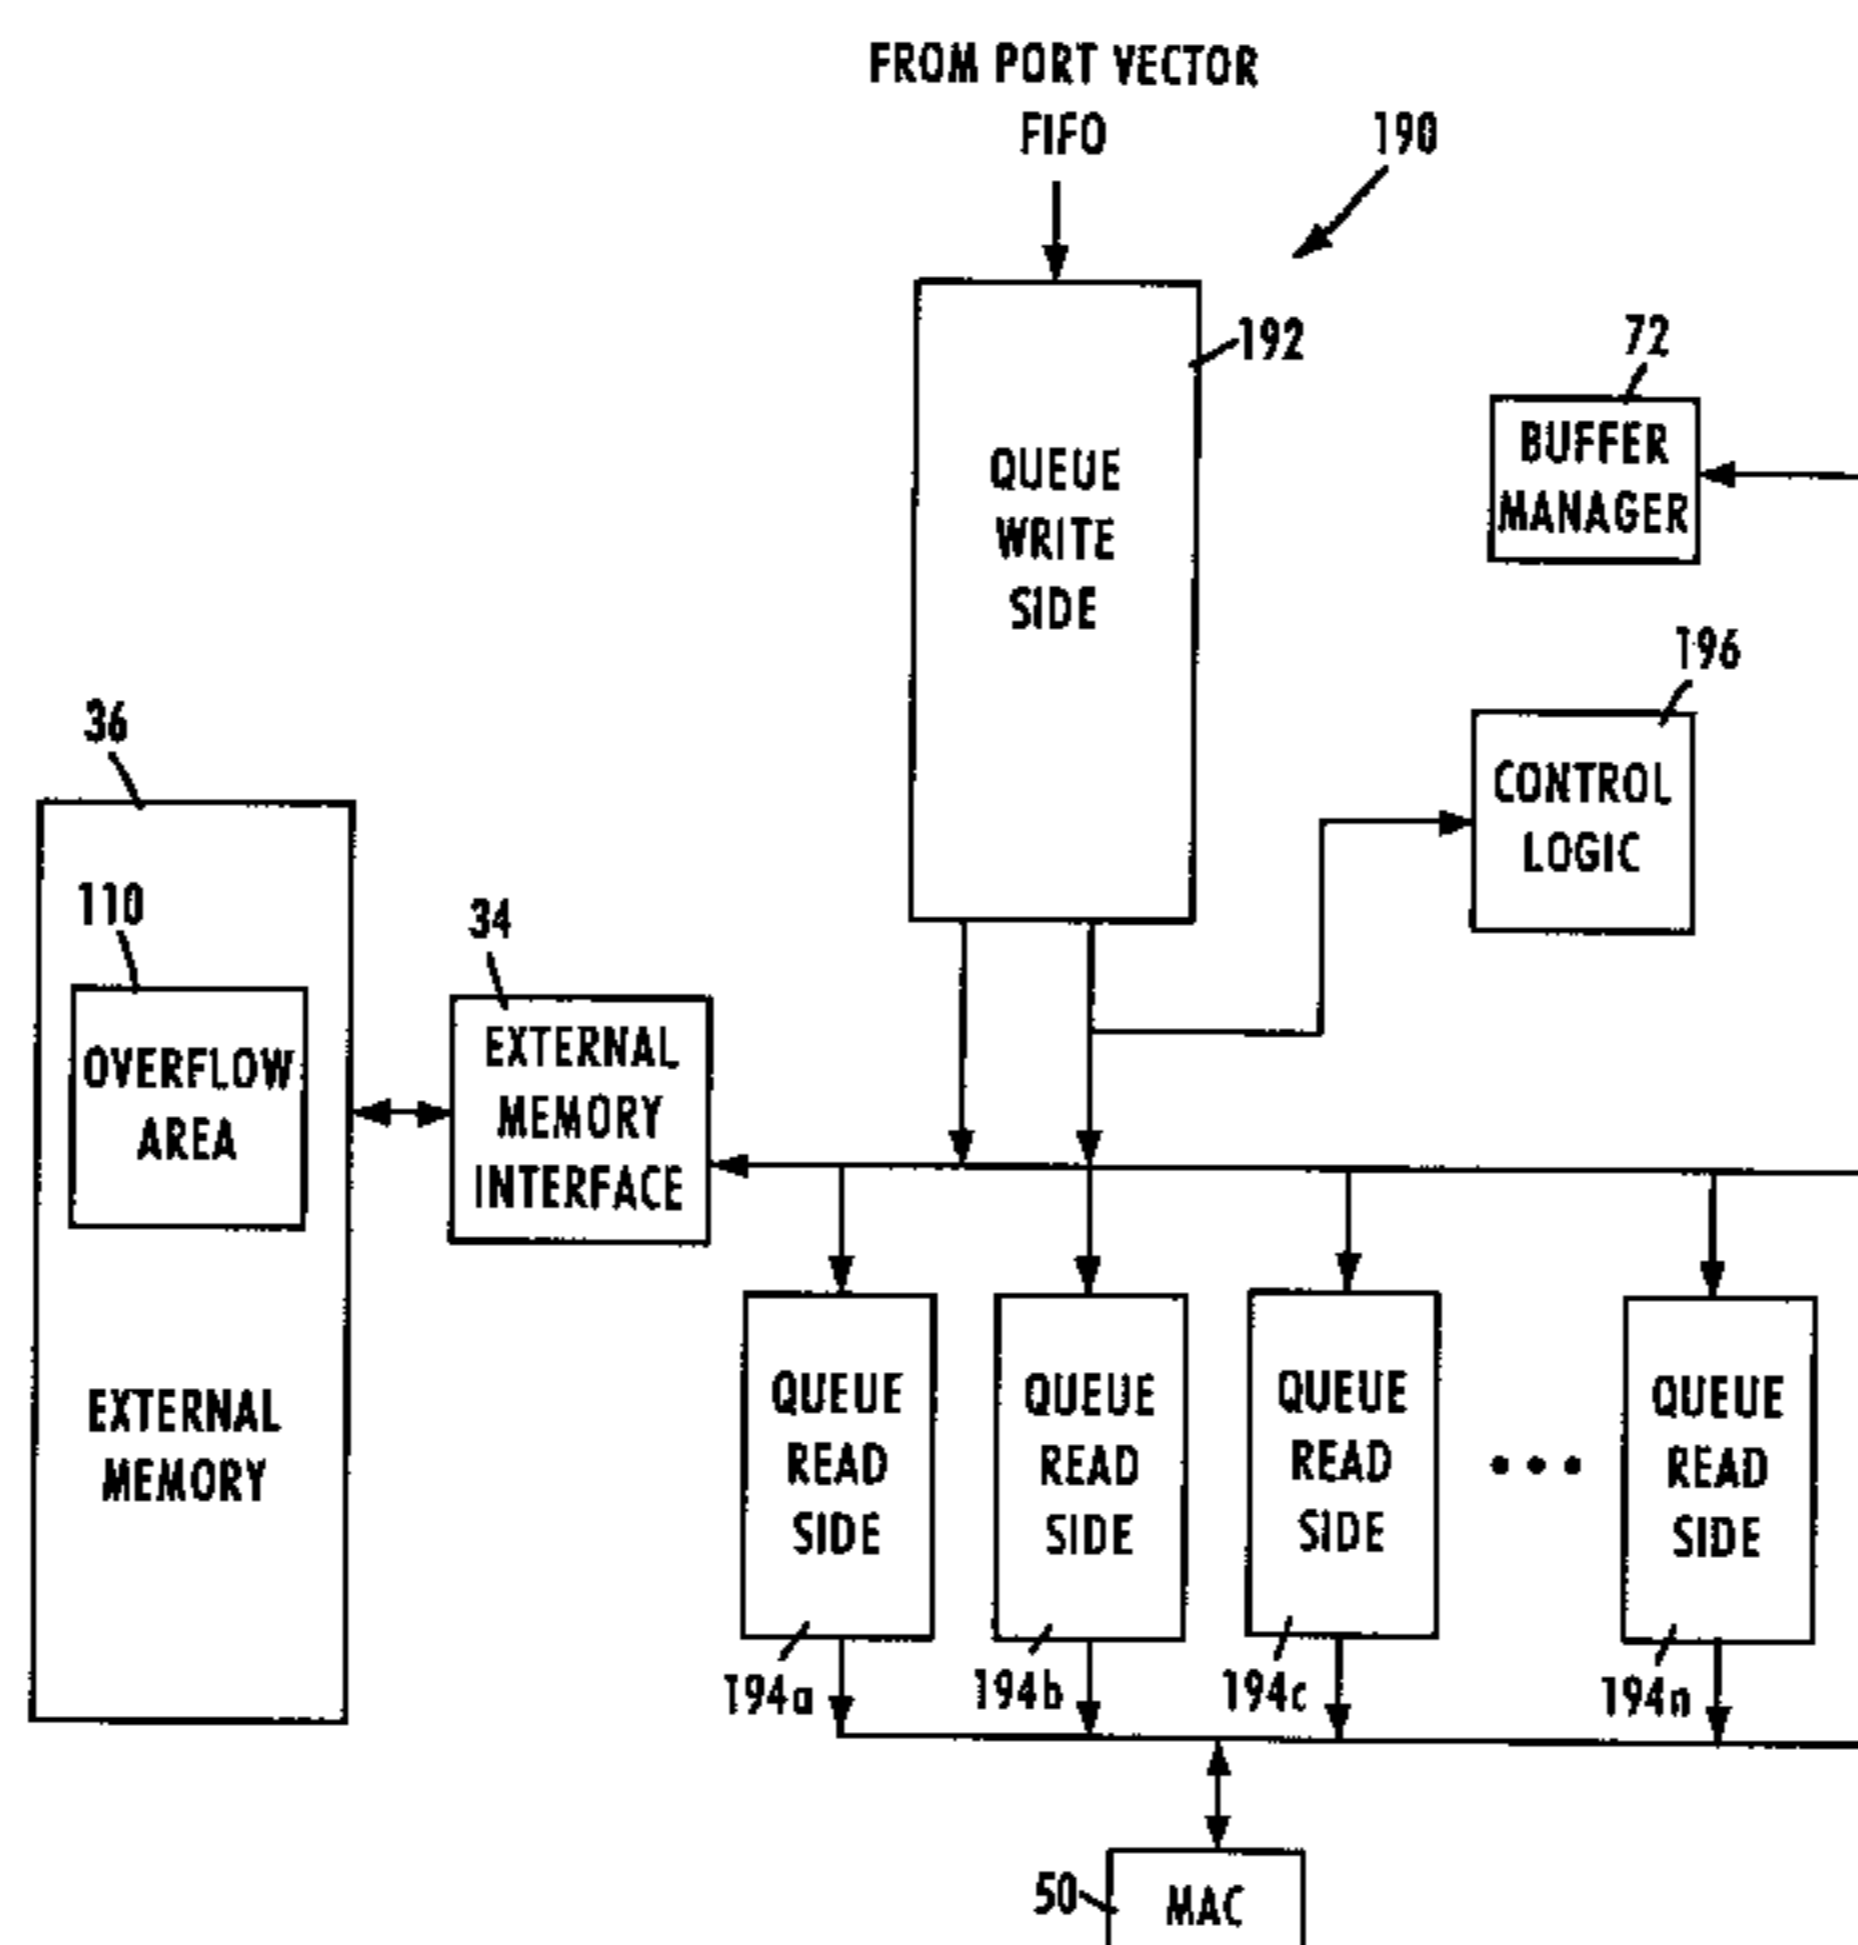 FROM PORT VECTOR
FIFO
190
192
QUEUE
WRITE
SIDE
72
BUFFER
MANAGER
196
CONTROL
LOGIC
36
110
OVERFLOW
AREA
EXTERNAL
MEMORY
34
EXTERNAL
MEMORY
INTERFACE
QUEUE
READ
SIDE
194a
QUEUE
READ
SIDE
194b
QUEUE
READ
SIDE
194c
QUEUE
READ
SIDE
194n
50
MAC